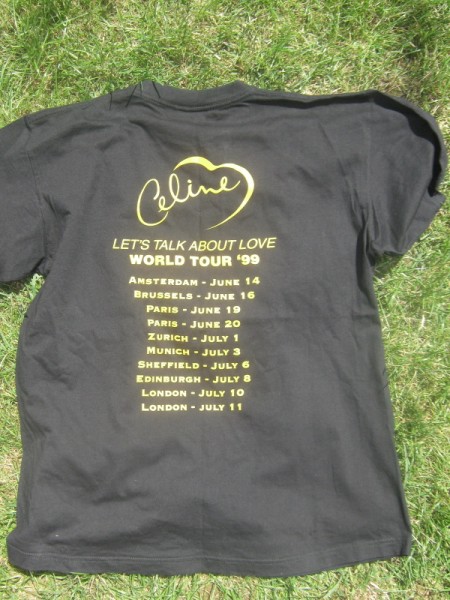 Celine
LET'S TALK ABOUT LOVE
WORLD TOUR '99
AMSTERDAM - JUNE 14
BRUSSELS - JUNE 16
PARIS - JUNE 19
PARIS - JUNE 20
ZURICH - JULY 1
MUNICH - JULY 3
SHEFFIELD - JULY 6
EDINBURGH - JULY 8
LONDON - JULY 10
LONDON - JULY 11